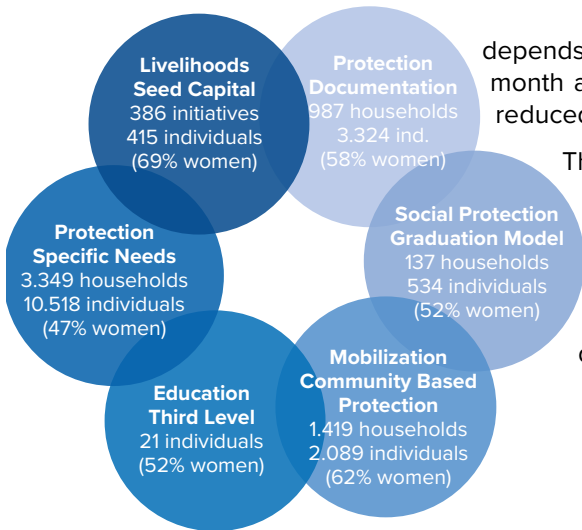 Livelihoods
Seed Capital
386 initiatives
415 individuals
(69% women)
Protection
Documentation
987 households
3.324 ind.
(58% women)
depends
month a
reduced
Th
Social Protection
Graduation Model
137 households
534 individuals
(52% women)
Protection
Specific Needs
3.349 households
10.518 individuals
(47% women)
Mobilization
Community Based
Protection
1.419 households
2.089 individuals
(62% women)
Education
Third Level
21 individuals
(52% women)